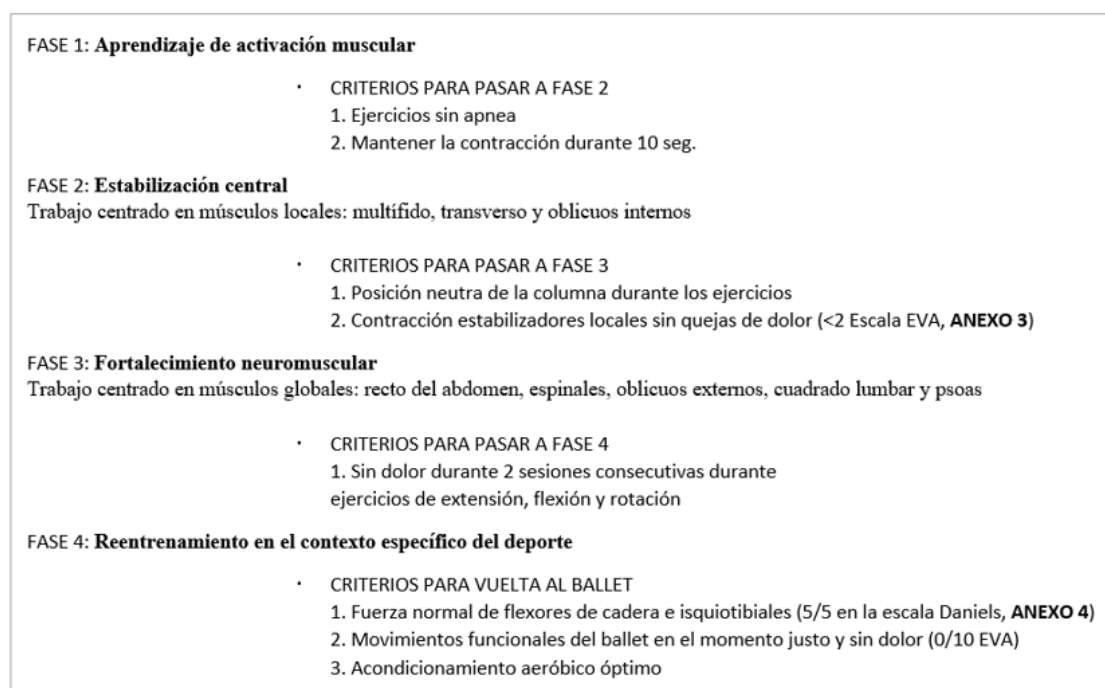 FASE 1: Aprendizaje de activación muscular
· CRITERIOS PARA PASAR A FASE 2
1. Ejercicios sin apnea
2. Mantener la contracción durante 10 seg.
FASE 2: Estabilización central
Trabajo centrado en músculos locales: multífido, transverso y oblicuos internos
· CRITERIOS PARA PASAR A FASE 3
1. Posición neutra de la columna durante los ejercicios
2. Contracción estabilizadores locales sin quejas de dolor (<2 Escala EVA, ANEXO 3)
FASE 3: Fortalecimiento neuromuscular
Trabajo centrado en músculos globales: recto del abdomen, espinales, oblicuos externos, cuadrado lumbar y psoas
· CRITERIOS PARA PASAR A FASE 4
1. Sin dolor durante 2 sesiones consecutivas durante
ejercicios de extensión, flexión y rotación
FASE 4: Reentrenamiento en el contexto específico del deporte
· CRITERIOS PARA VUELTA AL BALLET
1. Fuerza normal de flexores de cadera e isquiotibiales (5/5 en la escala Daniels, ANEXO 4)
2. Movimientos funcionales del ballet en el momento justo y sin dolor (0/10 EVA)
3. Acondicionamiento aeróbico óptimo